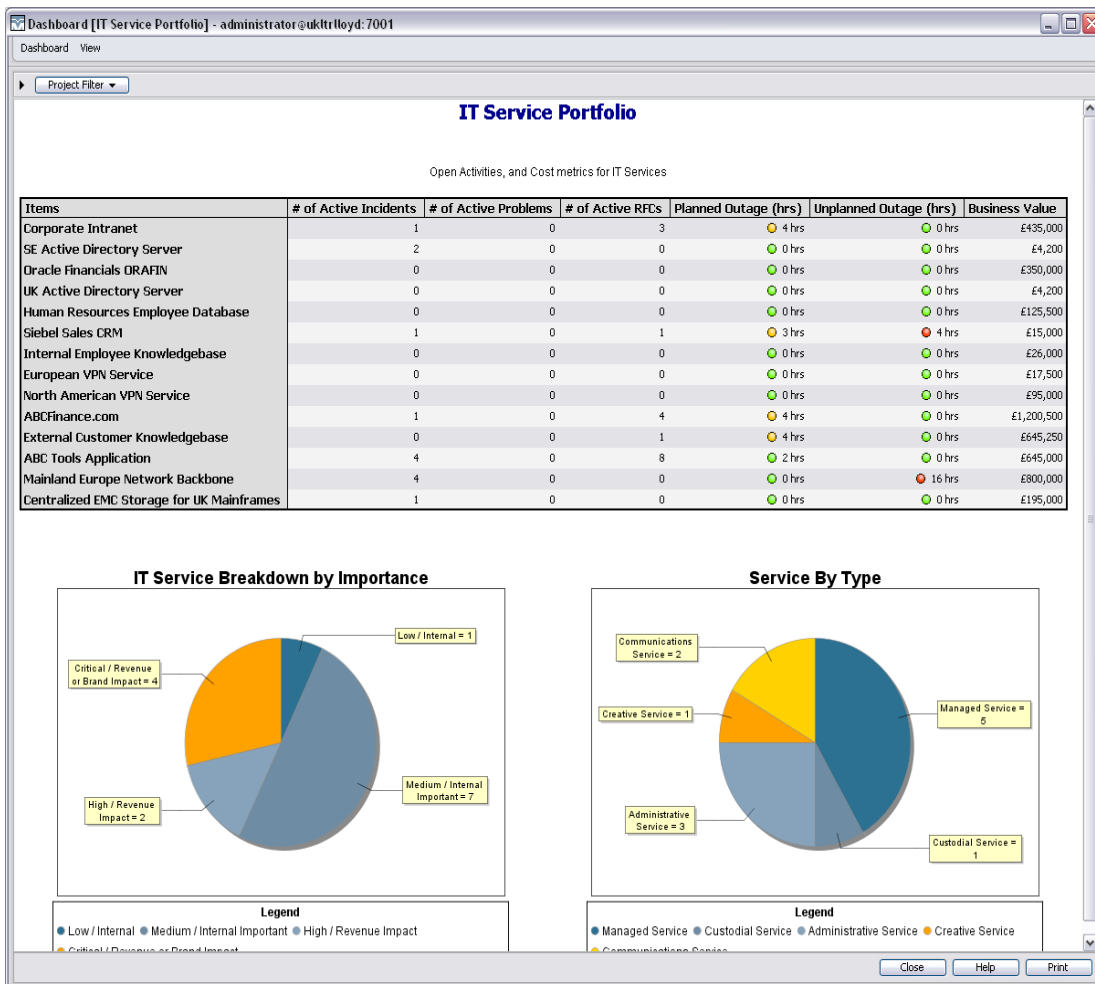 Dashboard [IT Service Portfolio] - administrator@ukltrlloyd:7001
Dashboard View
Project Filter
IT Service Portfolio
Open Activities, and Cost metrics for IT Services
Items # of Active Incidents # of Active Problems # of Active RFCs Planned Outage (hrs) Unplanned Outage (hrs) Business Value
Corporate Intranet 1 0 3 4 hrs 0 hrs £435,000
SE Active Directory Server 2 0 0 0 hrs 0 hrs £4,200
Oracle Financials ORAFIN 0 0 0 0 hrs 0 hrs £350,000
UK Active Directory Server 0 0 0 0 hrs 0 hrs £4,200
Human Resources Employee Database 0 0 0 0 hrs 0 hrs £125,500
Siebel Sales CRM 1 0 1 3 hrs 4 hrs £15,000
Internal Employee Knowledgebase 0 0 0 0 hrs 0 hrs £26,000
European VPN Service 0 0 0 0 hrs 0 hrs £17,500
North American VPN Service 0 0 0 0 hrs 0 hrs £95,000
ABCFinance.com 1 0 4 4 hrs 0 hrs £1,200,500
External Customer Knowledgebase 0 0 1 4 hrs 0 hrs £645,250
ABC Tools Application 4 0 8 2 hrs 0 hrs £645,000
Mainland Europe Network Backbone 4 0 0 0 hrs 16 hrs £800,000
Centralized EMC Storage for UK Mainframes 1 0 0 0 hrs 0 hrs £195,000
IT Service Breakdown by Importance
Low / Internal = 1
Critical / Revenue
or Brand Impact = 4
Medium / Internal
Important = 7
High / Revenue
Impact = 2
Legend
Low / Internal Medium / Internal Important High / Revenue Impact
Critical / Revenue or Brand Impact
Service By Type
Communications
Service = 2
Managed Service =
5
Creative Service = 1
Administrative
Service = 3
Custodial Service =
1
Legend
Managed Service Custodial Service Administrative Service Creative Service
Communications Service
Close Help Print